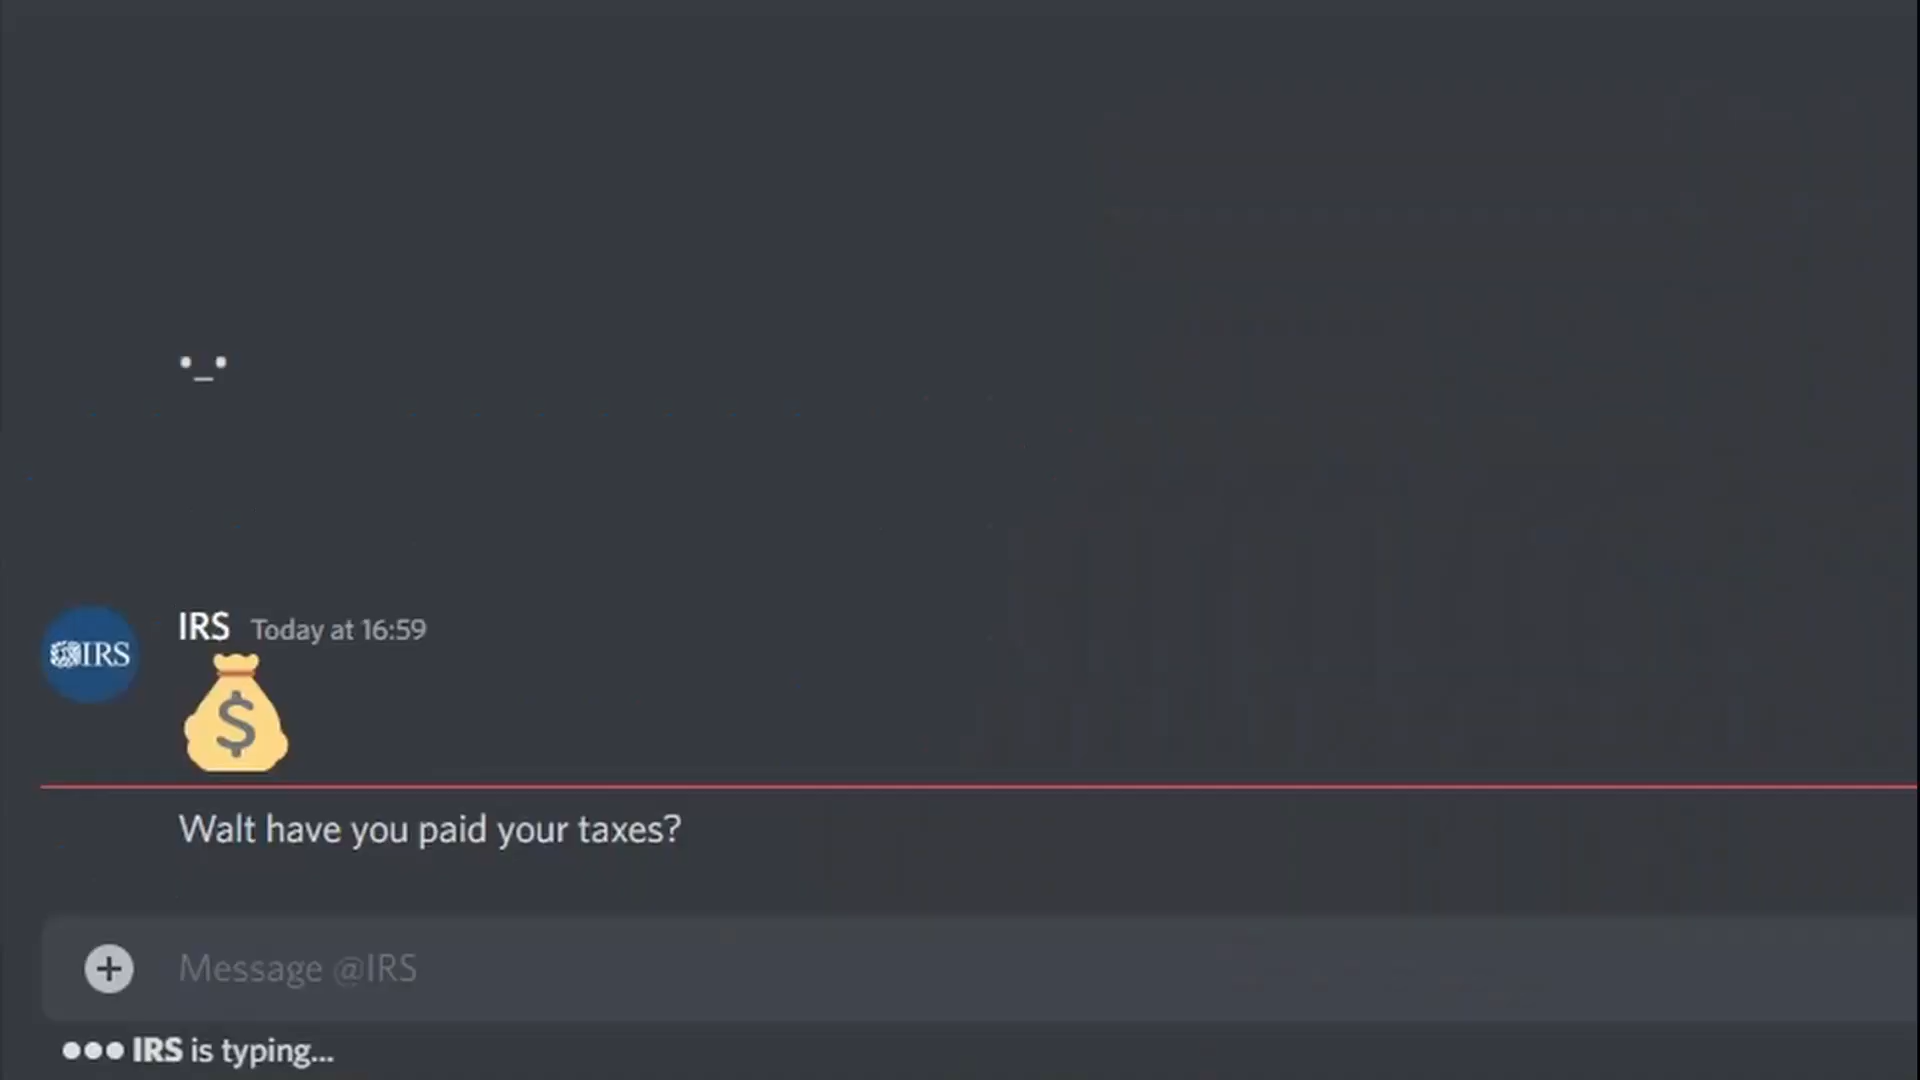 •_•
IRS Today at 16:59
IRS
$
Walt have you paid your taxes?
Message @IRS
IRS is typing...